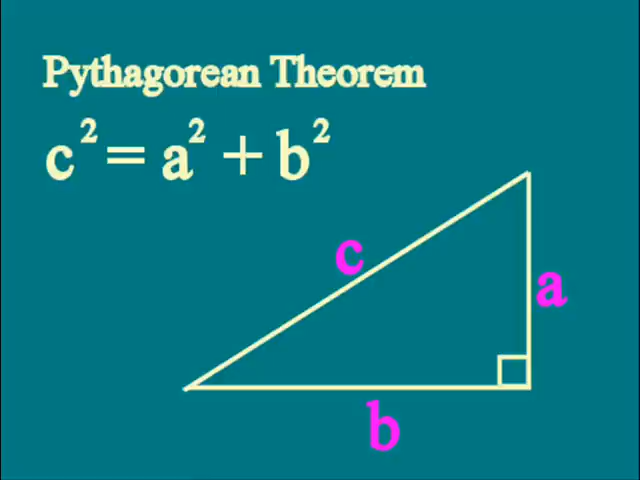 Pythagorean Theorem
c² = a² + b²
c
a
b